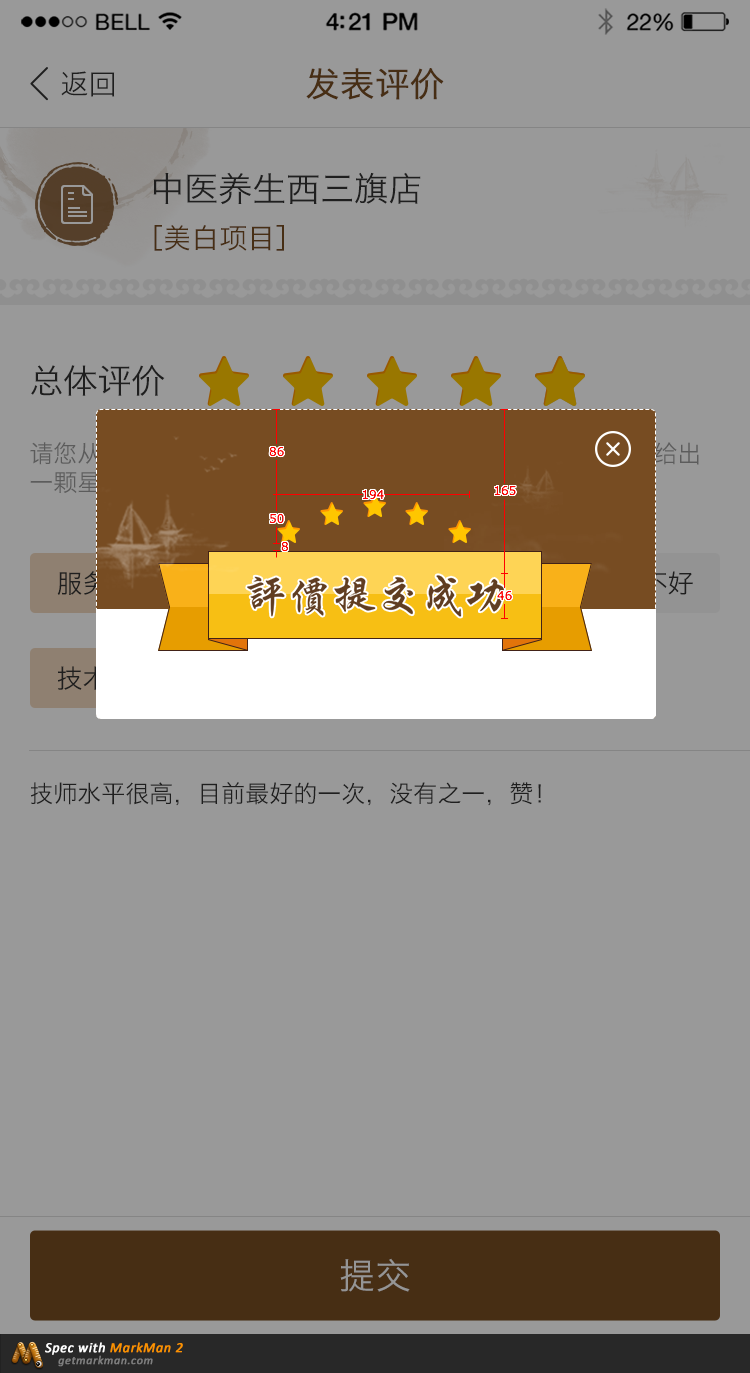 BELL 4:21 PM 22%
返回 发表评价
中医养生西三旗店
[美白项目]
总体评价
请您从 给出
一颗星
86
194
165
50
8
46
評價提交成功
服务 不好
技术
技师水平很高，目前最好的一次，没有之一，赞！
提交
Spec with MarkMan 2
getmarkman.com